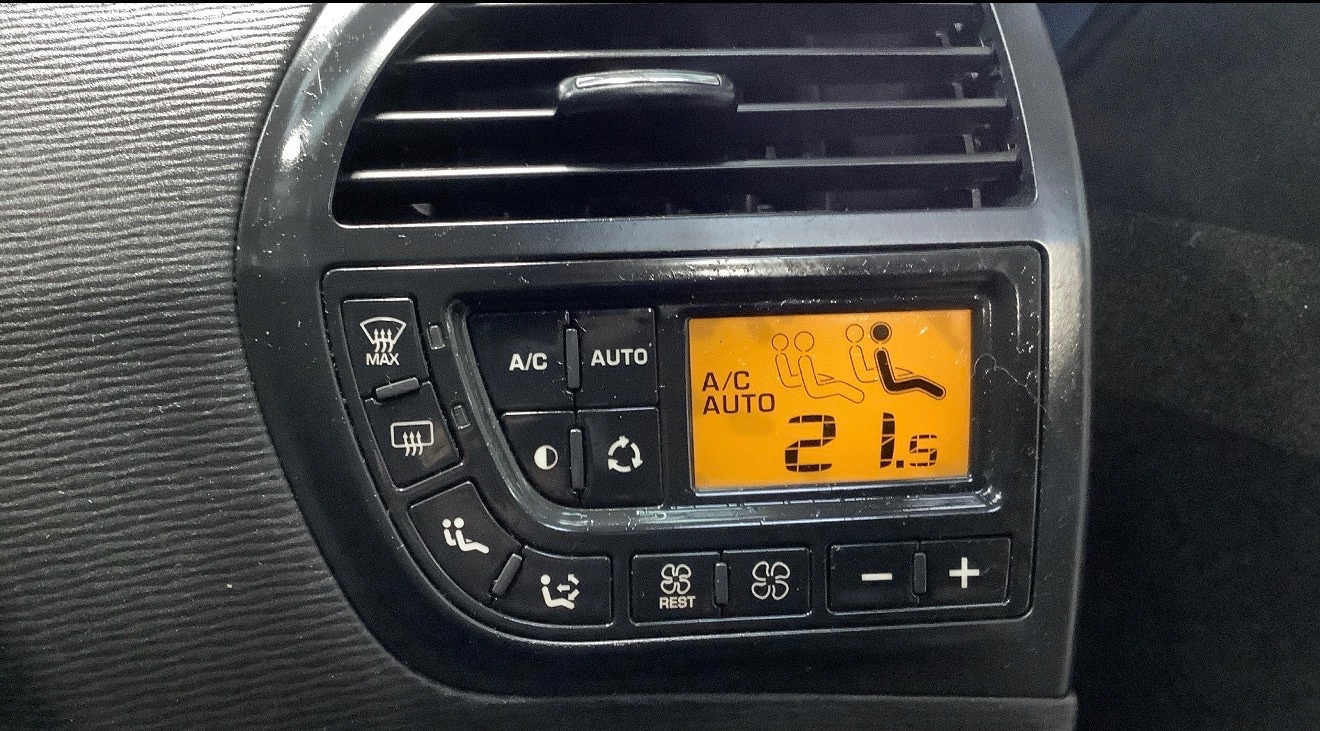 MAX
A/C
AUTO
A/C
AUTO
21.5
REST
− +